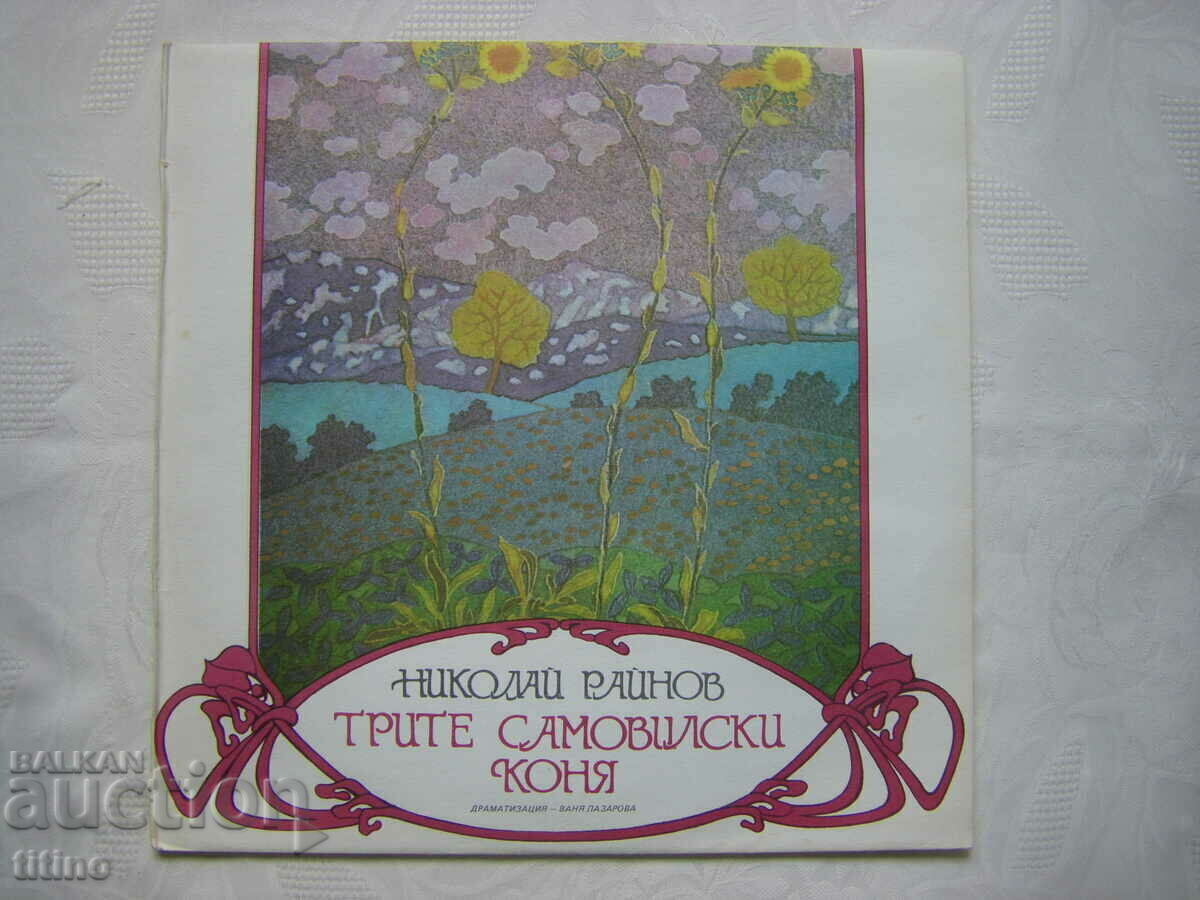 НИКОЛАЙ РАЙНОВ
ТРИТЕ САМОВИЛСКИ
КОНЯ
ДРАМАТИЗАЦИЯ – ВАНЯ ЛАЗАРОВА
BALKAN
auction
titino